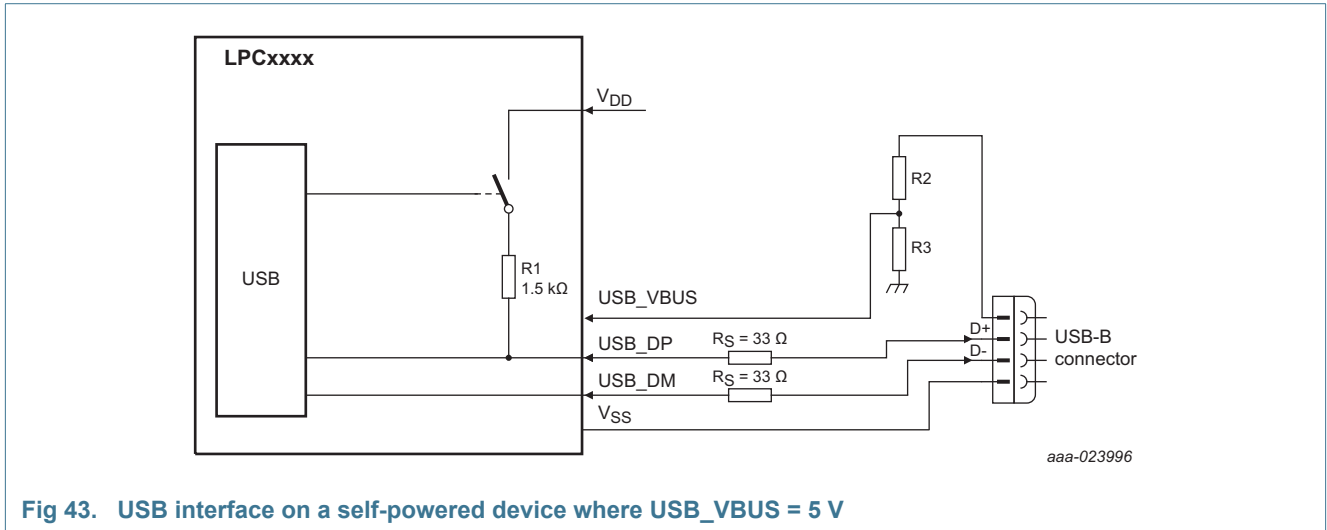 LPCxxxx
VDD
R2
R3
USB
R1
1.5 kΩ
USB_VBUS
D+
USB_DP
RS = 33 Ω
USB-B
D-
connector
USB_DM
RS = 33 Ω
VSS
aaa-023996
Fig 43. USB interface on a self-powered device where USB_VBUS = 5 V